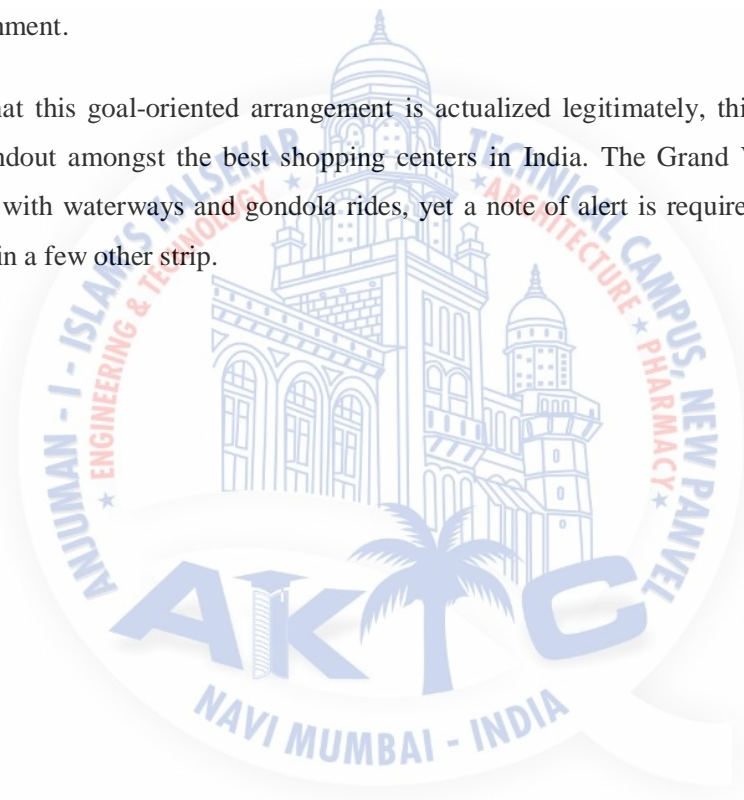 nment.
nat this goal-oriented arrangement is actualized legitimately, thi
ndout amongst the best shopping centers in India. The Grand
with waterways and gondola rides, yet a note of alert is require
in a few other strip.
ANJUMAN - I - ISLAM'S KALSEKAR TECHNICAL CAMPUS, NEW PANVEL
ENGINEERING & TECHNOLOGY ★ ★ ARCHITECTURE ★ PHARMACY ★
AKTC
NAVI MUMBAI - INDIA